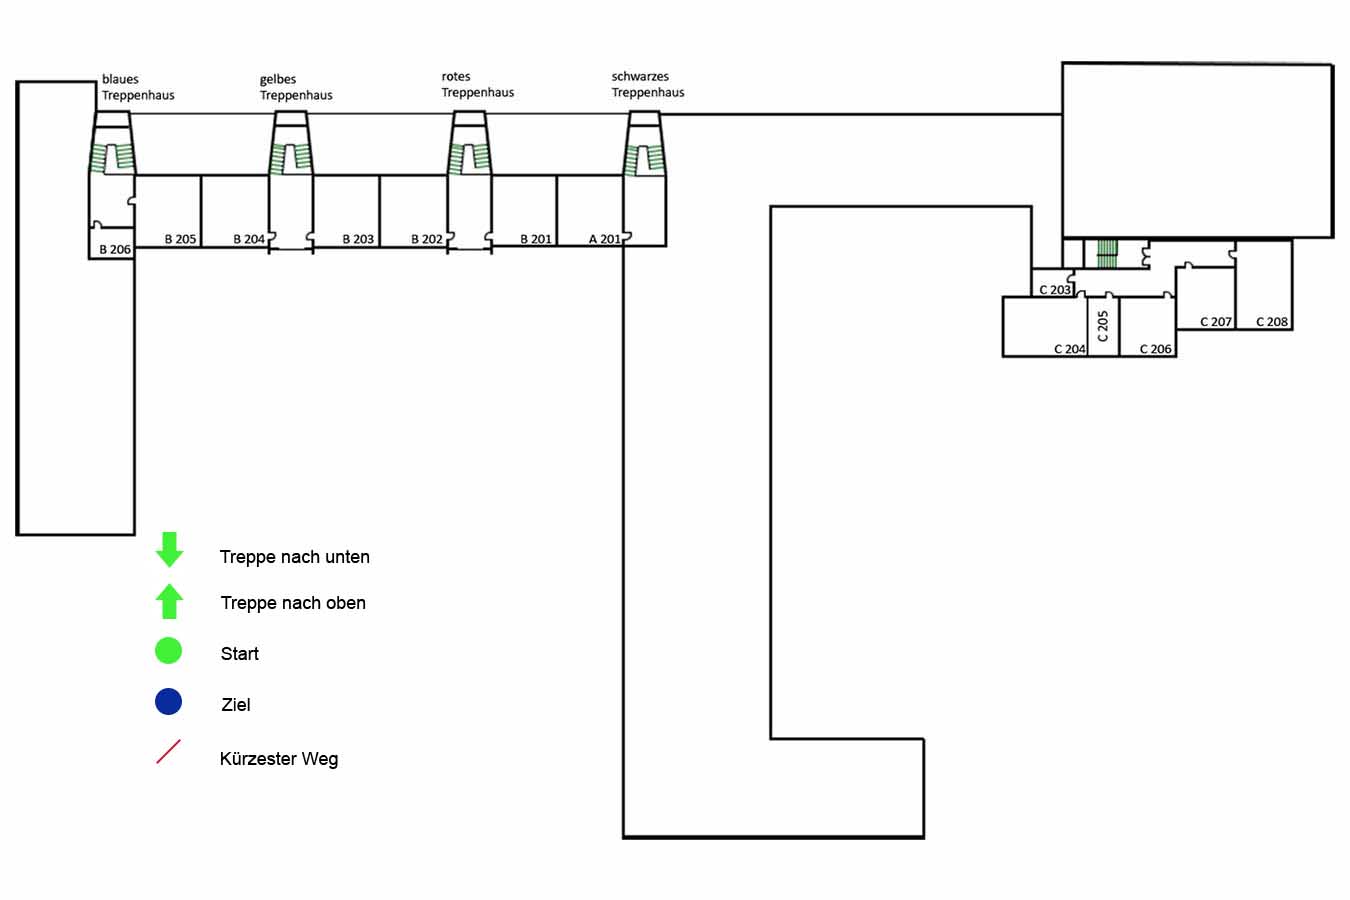 blaues
Treppenhaus
gelbes
Treppenhaus
rotes
Treppenhaus
schwarzes
Treppenhaus
B 206
B 205
B 204
B 203
B 202
B 201
A 201
C 203
C 204
C 205
C 206
C 207
C 208
Treppe nach unten
Treppe nach oben
Start
Ziel
Kürzester Weg